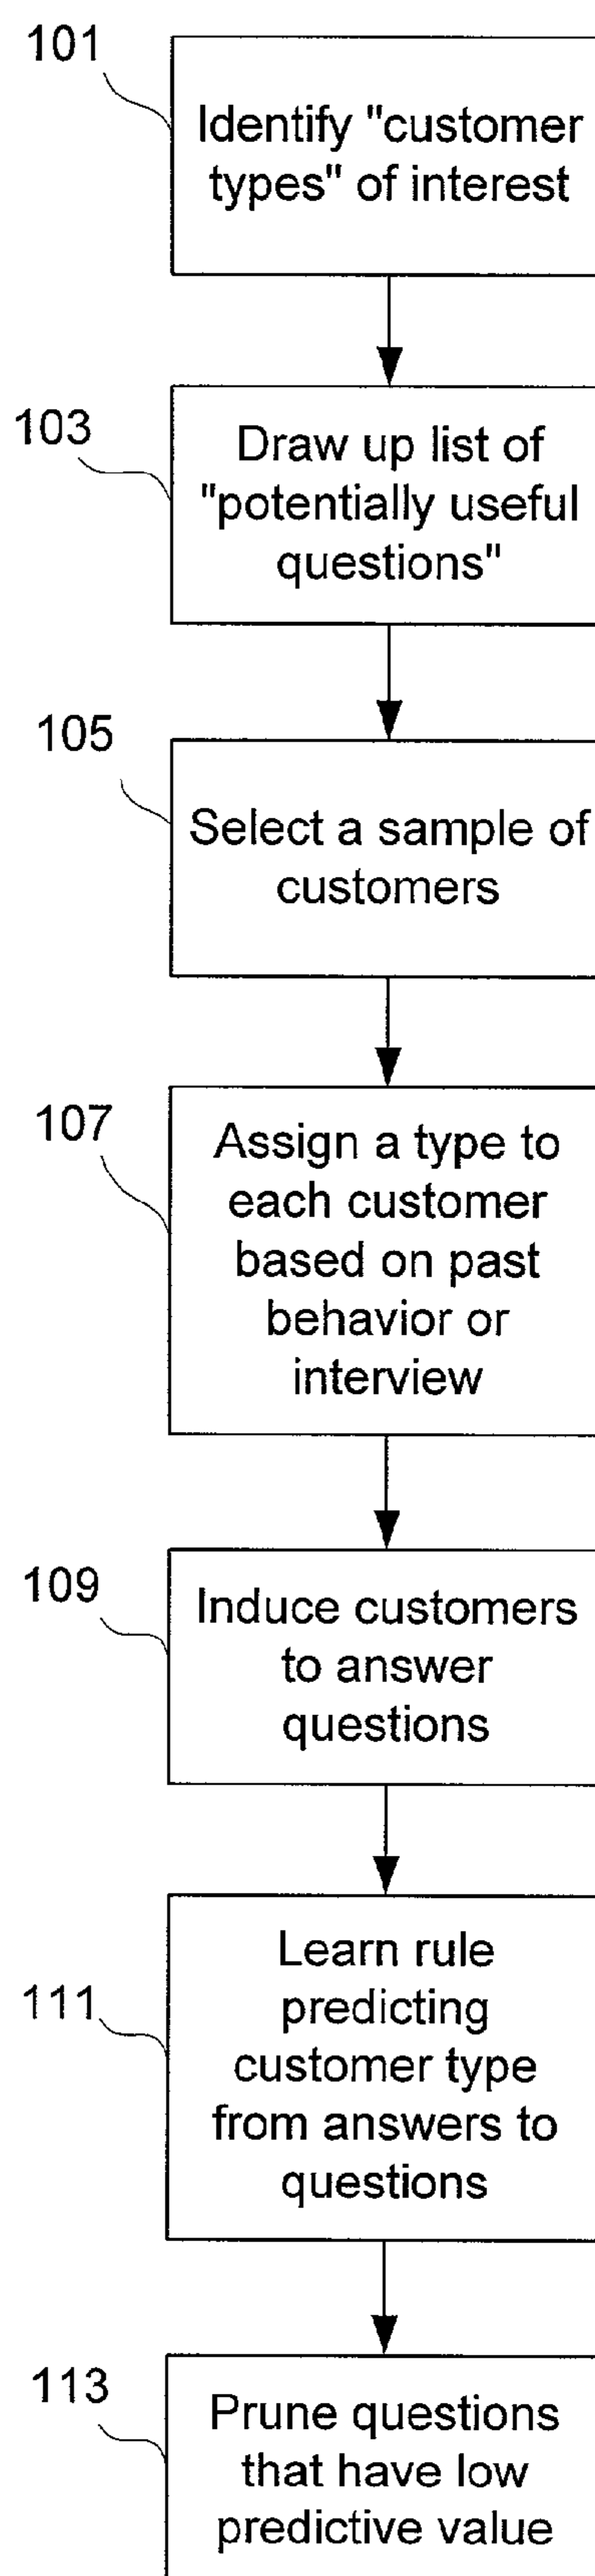 101
Identify "customer
types" of interest
103
Draw up list of
"potentially useful
questions"
105
Select a sample of
customers
107
Assign a type to
each customer
based on past
behavior or
interview
109
Induce customers
to answer
questions
111
Learn rule
predicting
customer type
from answers to
questions
113
Prune questions
that have low
predictive value